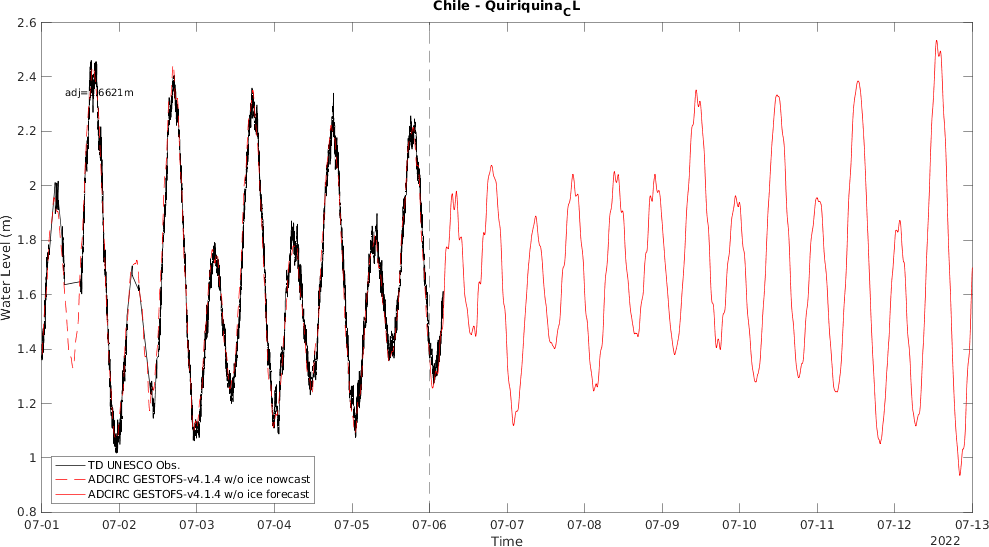 Chile - Quiriquina_CL
2.6
2.4
2.2
2
1.8
1.6
1.4
1.2
1
0.8
Water Level (m)
TD UNESCO Obs.
ADCIRC GESTOFS-v4.1.4 w/o ice nowcast
ADCIRC GESTOFS-v4.1.4 w/o ice forecast
07-01 07-02 07-03 07-04 07-05 07-06 07-07 07-08 07-09 07-10 07-11 07-12 07-13
Time
2022